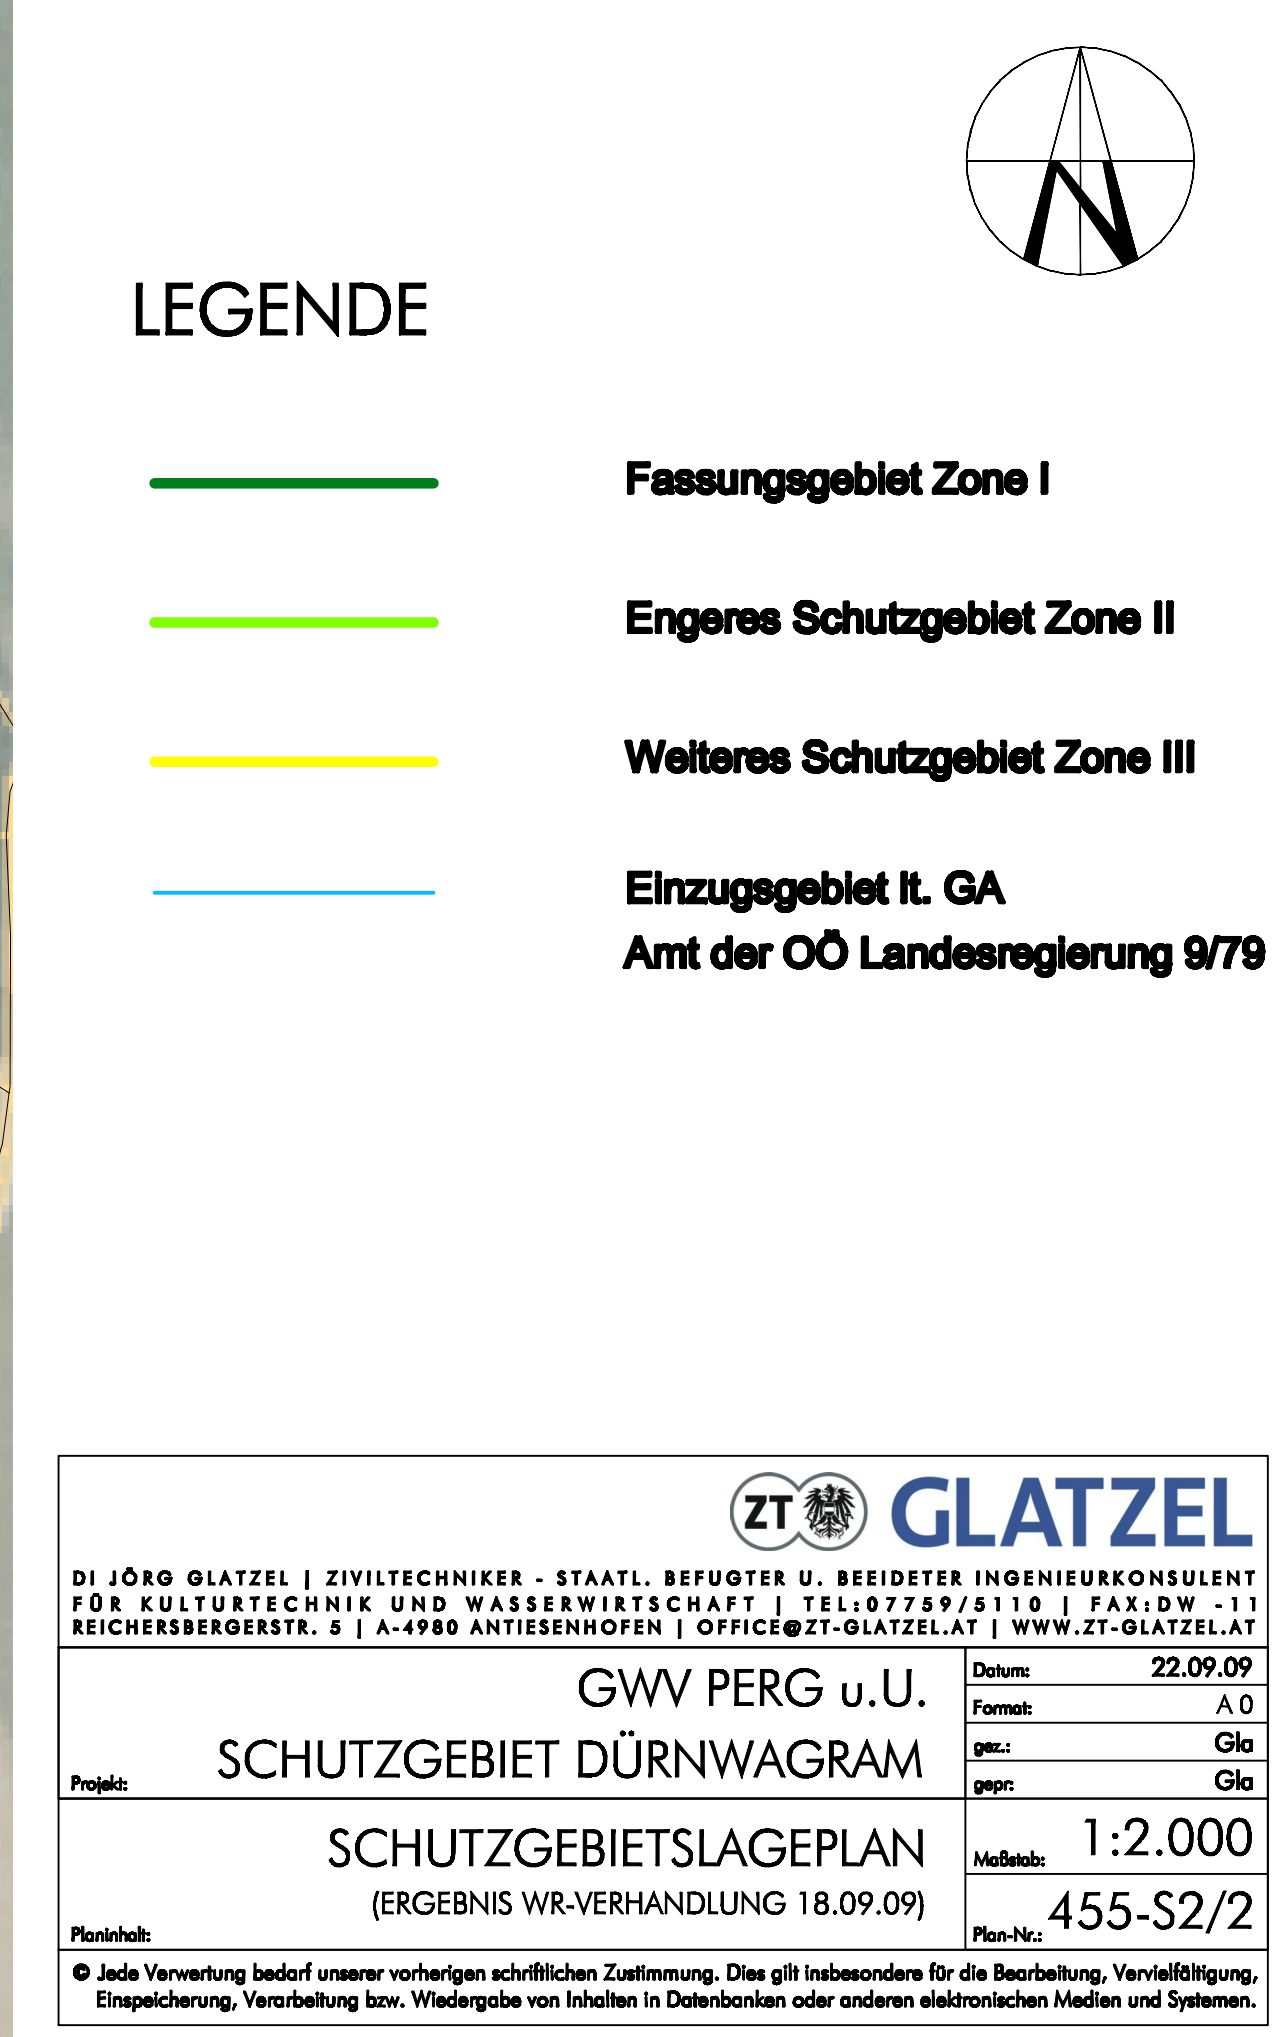 N
LEGENDE
Fassungsgebiet Zone I
Engeres Schutzgebiet Zone II
Weiteres Schutzgebiet Zone III
Einzugsgebiet lt. GA
Amt der OÖ Landesregierung 9/79
ZT GLATZEL
DI JÖRG GLATZEL | ZIVILTECHNIKER - STAATL. BEFUGTER U. BEEIDETER INGENIEURKONSULENT
FÜR KULTURTECHNIK UND WASSERWIRTSCHAFT | TEL:07759/5110 | FAX:DW -11
REICHERSBERGERSTR. 5 | A-4980 ANTIESENHOFEN | OFFICE@ZT-GLATZEL.AT | WWW.ZT-GLATZEL.AT
GWV PERG u.U.
SCHUTZGEBIET DÜRNWAGRAM
Projekt:
Datum: 22.09.09
Format: A 0
gez.: Gla
gepr: Gla
SCHUTZGEBIETSLAGEPLAN
(ERGEBNIS WR-VERHANDLUNG 18.09.09)
Planinhalt:
Maßstab: 1:2.000
Plan-Nr.: 455-S2/2
© Jede Verwertung bedarf unserer vorherigen schriftlichen Zustimmung. Dies gilt insbesondere für die Bearbeitung, Vervielfältigung,
Einspeicherung, Verarbeitung bzw. Wiedergabe von Inhalten in Datenbanken oder anderen elektronischen Medien und Systemen.